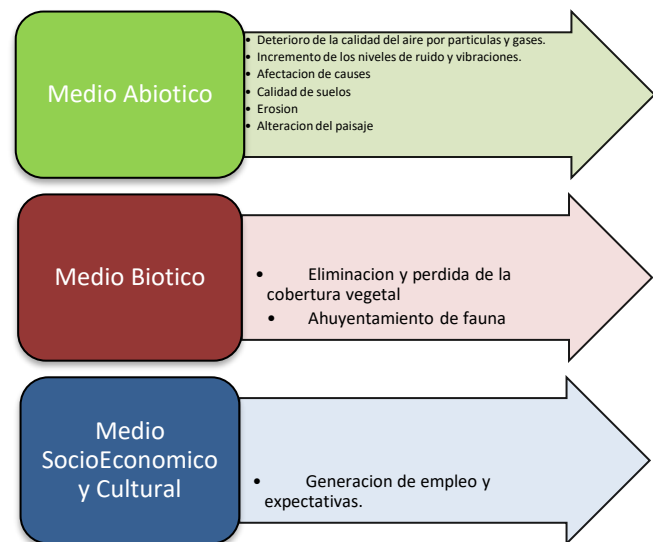 Medio Abiotico
• Deterioro de la calidad del aire por particulas y gases.
• Incremento de los niveles de ruido y vibraciones.
• Afectacion de causes
• Calidad de suelos
• Erosion
• Alteracion del paisaje
Medio Biotico
• Eliminacion y perdida de la
cobertura vegetal
• Ahuyentamiento de fauna
Medio
SocioEconomico
y Cultural
• Generacion de empleo y
expectativas.